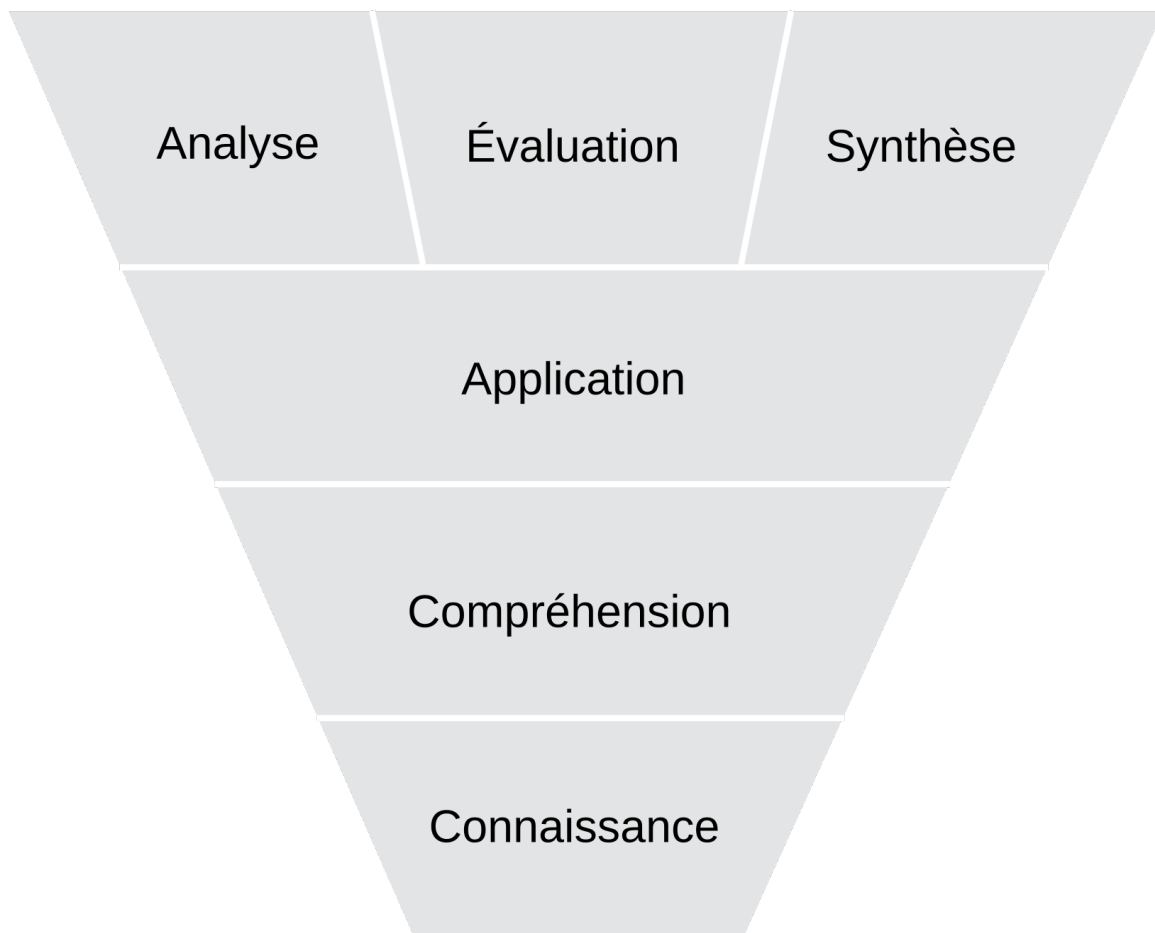 Analyse
Évaluation
Synthèse
Application
Compréhension
Connaissance